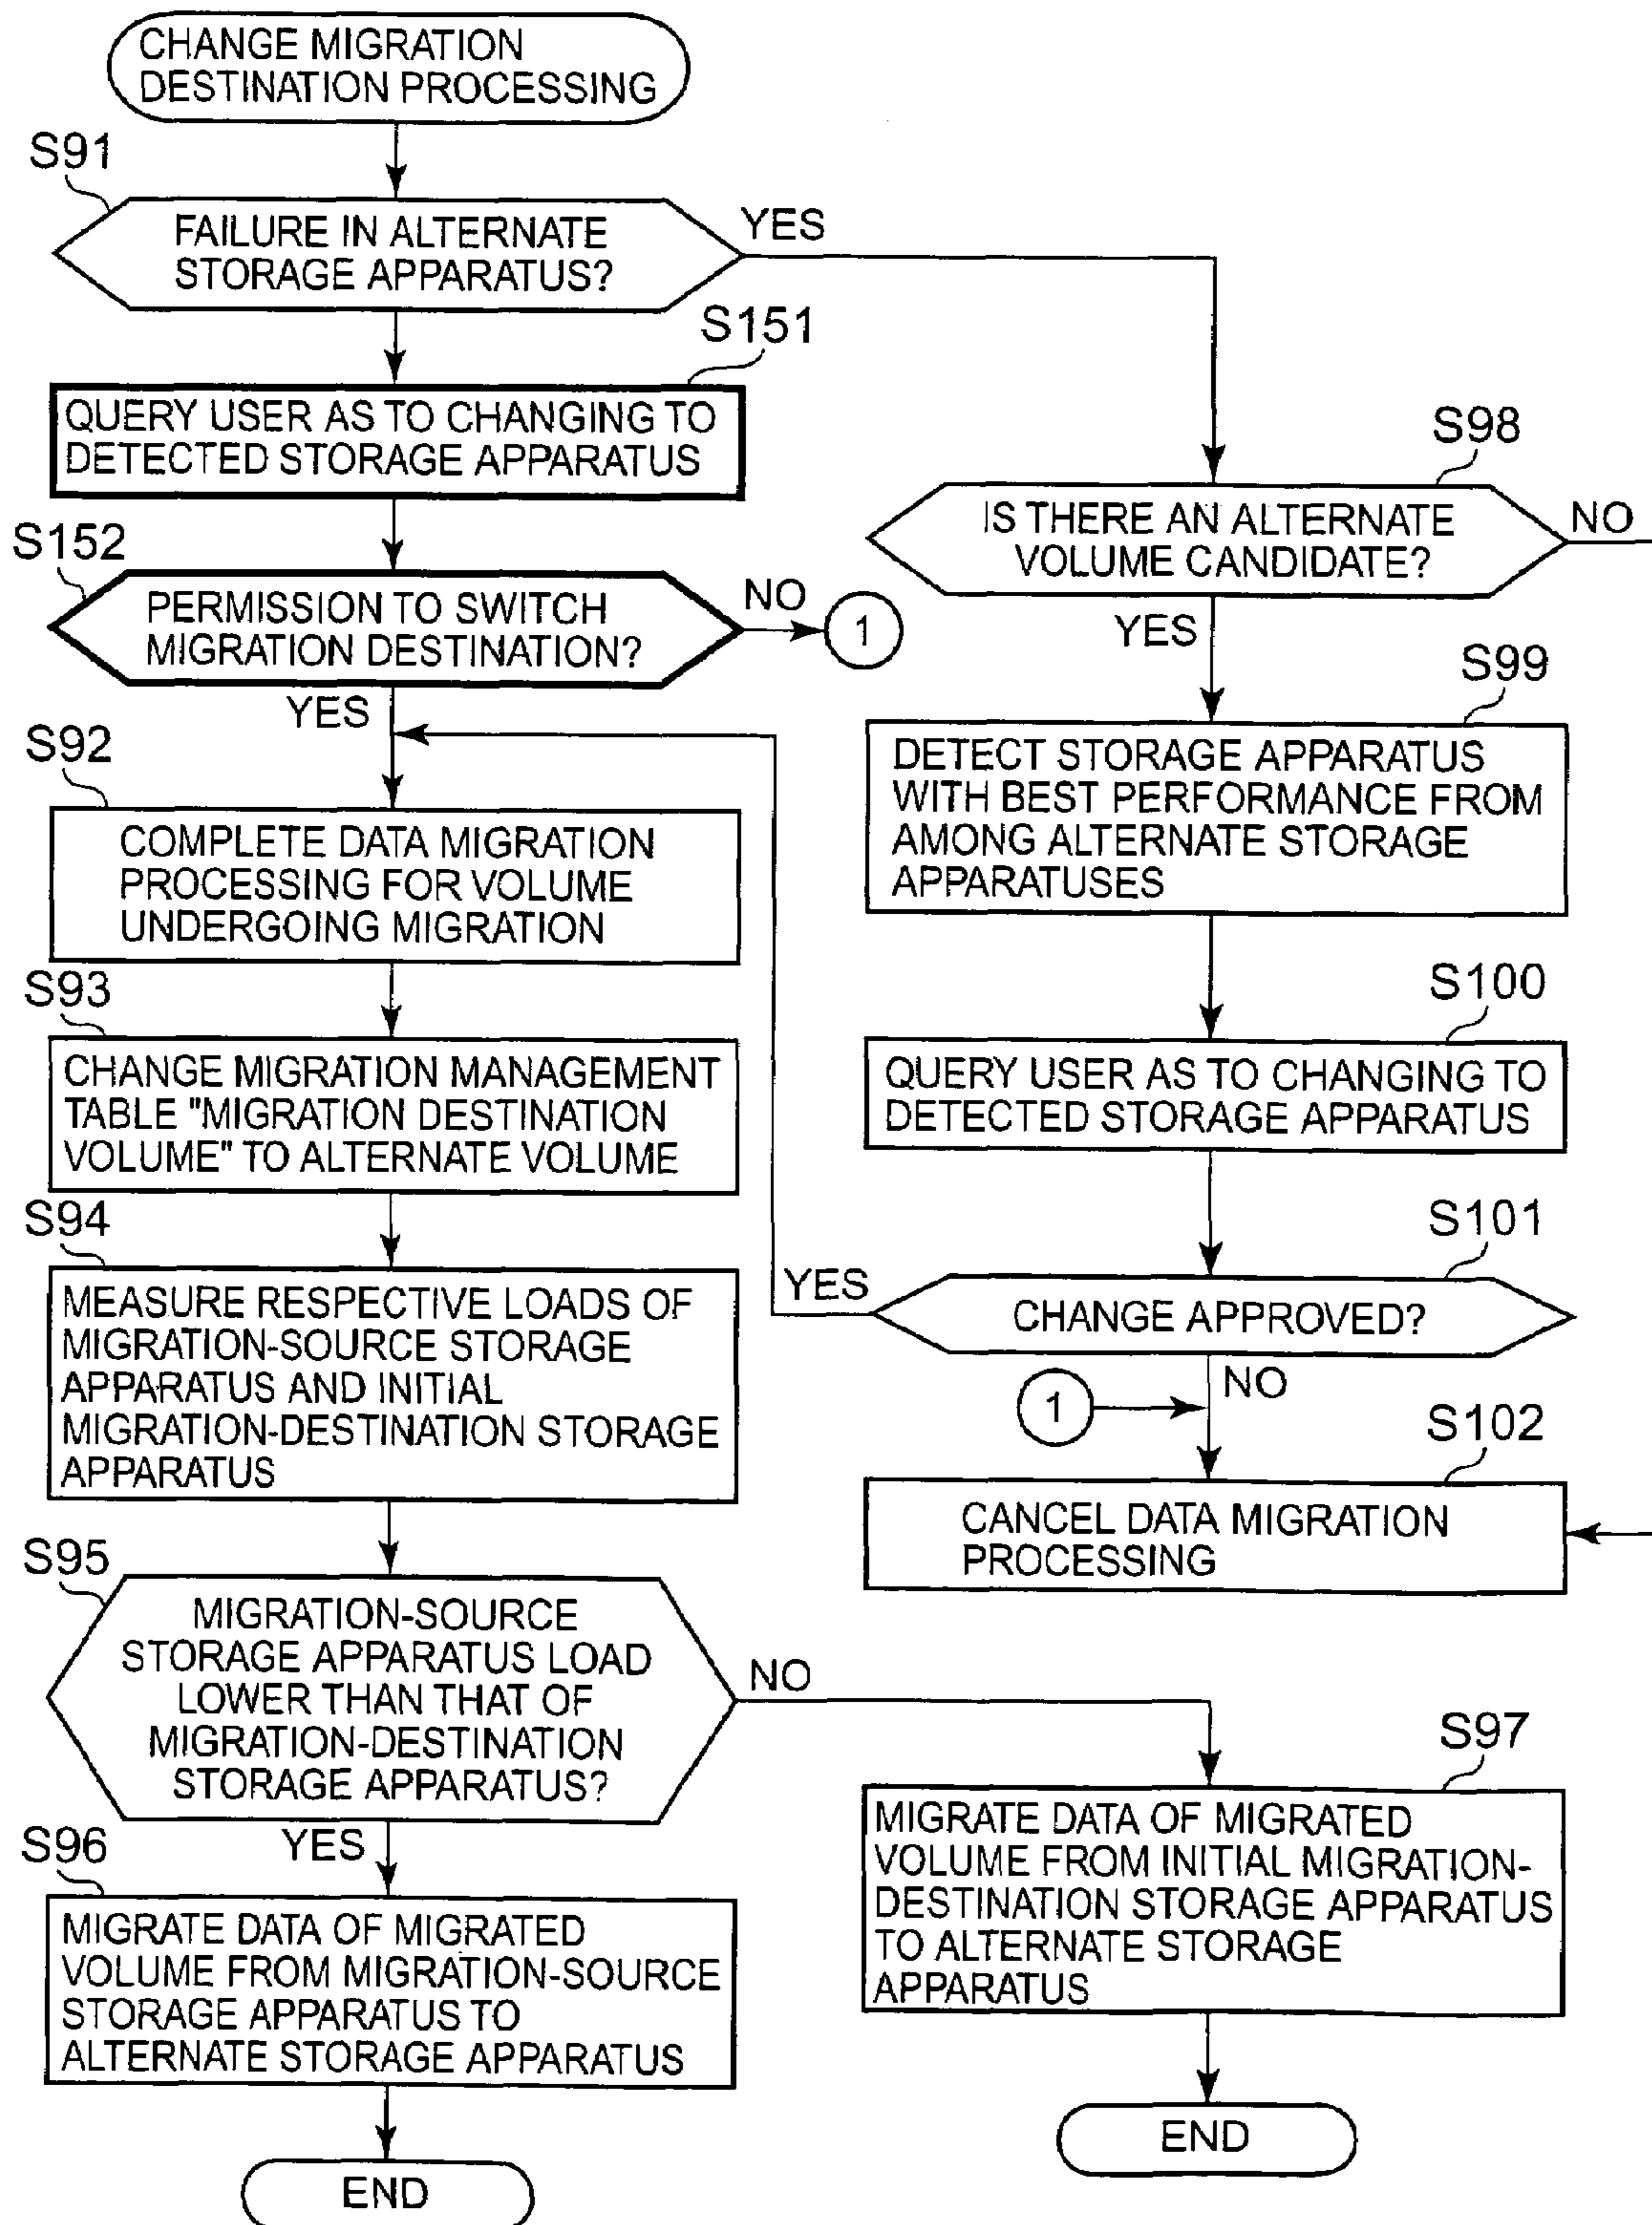 CHANGE MIGRATION
DESTINATION PROCESSING
S91
FAILURE IN ALTERNATE
STORAGE APPARATUS?
YES
S151
QUERY USER AS TO CHANGING TO
DETECTED STORAGE APPARATUS
S152
PERMISSION TO SWITCH
MIGRATION DESTINATION?
NO
1
YES
S92
COMPLETE DATA MIGRATION
PROCESSING FOR VOLUME
UNDERGOING MIGRATION
S93
CHANGE MIGRATION MANAGEMENT
TABLE "MIGRATION DESTINATION
VOLUME" TO ALTERNATE VOLUME
S94
MEASURE RESPECTIVE LOADS OF
MIGRATION-SOURCE STORAGE
APPARATUS AND INITIAL
MIGRATION-DESTINATION STORAGE
APPARATUS
S95
MIGRATION-SOURCE
STORAGE APPARATUS LOAD
LOWER THAN THAT OF
MIGRATION-DESTINATION
STORAGE APPARATUS?
NO
YES
S96
MIGRATE DATA OF MIGRATED
VOLUME FROM MIGRATION-SOURCE
STORAGE APPARATUS TO
ALTERNATE STORAGE APPARATUS
END
S98
IS THERE AN ALTERNATE
VOLUME CANDIDATE?
NO
YES
S99
DETECT STORAGE APPARATUS
WITH BEST PERFORMANCE FROM
AMONG ALTERNATE STORAGE
APPARATUSES
S100
QUERY USER AS TO CHANGING TO
DETECTED STORAGE APPARATUS
S101
YES
CHANGE APPROVED?
NO
1
S102
CANCEL DATA MIGRATION
PROCESSING
S97
MIGRATE DATA OF MIGRATED
VOLUME FROM INITIAL MIGRATION-
DESTINATION STORAGE APPARATUS
TO ALTERNATE STORAGE
APPARATUS
END